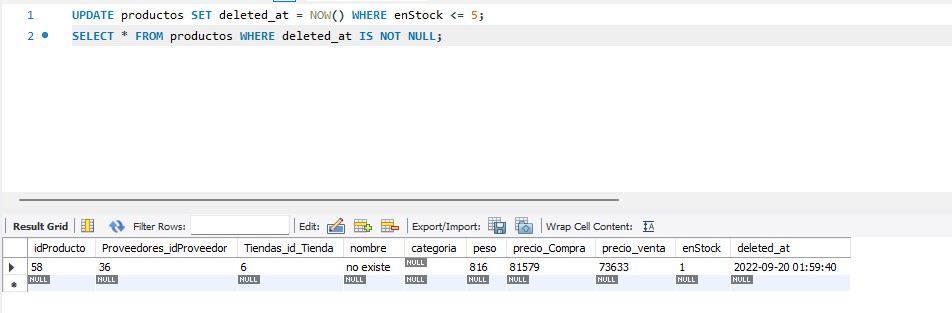 1 UPDATE productos SET deleted_at = NOW() WHERE enStock <= 5;
2 SELECT * FROM productos WHERE deleted_at IS NOT NULL;
Result Grid Filter Rows: Edit: Export/Import: Wrap Cell Content: IA
idProducto Proveedores_idProveedor Tiendas_id_Tienda nombre categoria peso precio_Compra precio_venta enStock deleted_at
58 36 6 no existe NULL 816 81579 73633 1 2022-09-20 01:59:40
NULL NULL NULL NULL NULL NULL NULL NULL NULL NULL